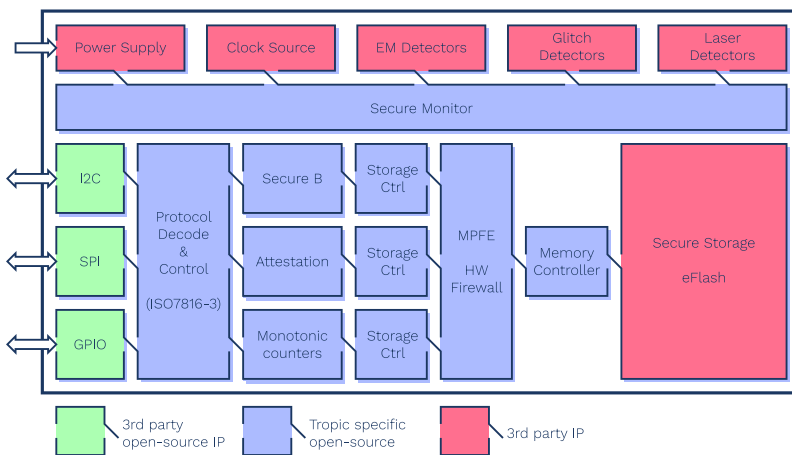 Power Supply
Clock Source
EM Detectors
Glitch
Detectors
Laser
Detectors
Secure Monitor
I2C
SPI
GPIO
Protocol
Decode
&
Control
(ISO7816-3)
Secure B
Attestation
Monotonic
counters
Storage
Ctrl
Storage
Ctrl
Storage
Ctrl
MPFE
HW
Firewall
Memory
Controller
Secure Storage
eFlash
3rd party
open-source IP
Tropic specific
open-source
3rd party IP